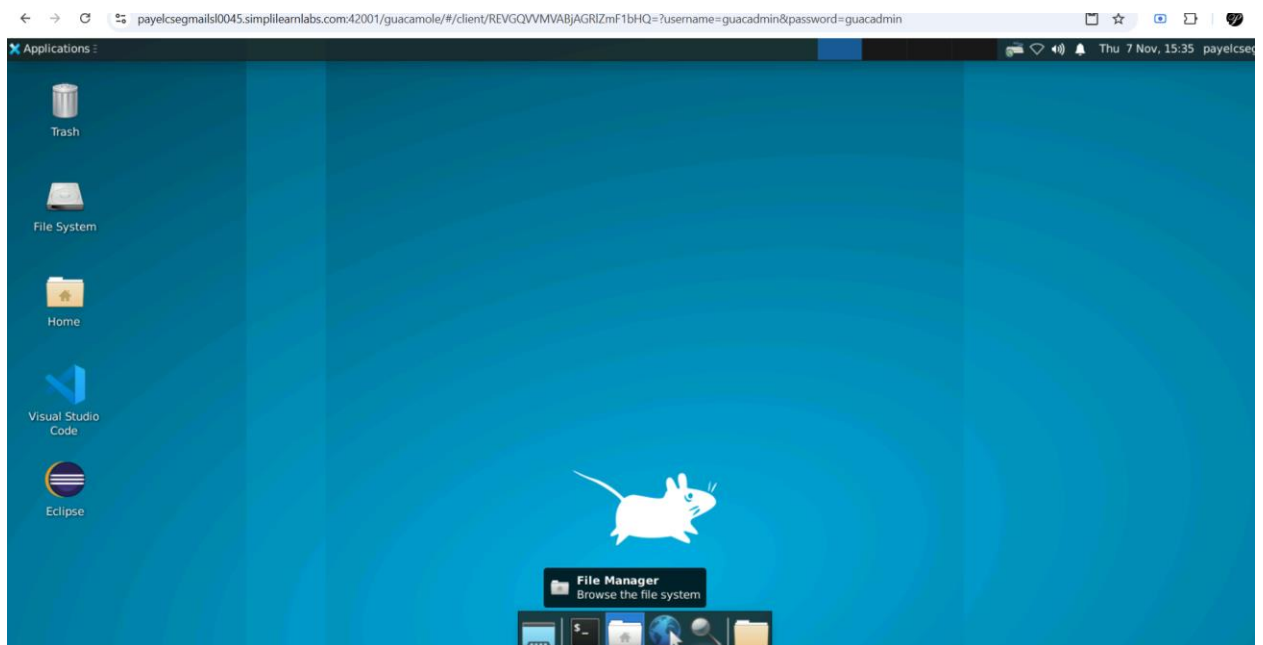 payelcsegmailsl0045.simplilearnlabs.com:42001/guacamole/#/client/REVGQVVMVABjAGRlZmF1bHQ=?username=guacadmin&password=guacadmin
Applications
Thu 7 Nov, 15:35 payelcseg
Trash
File System
Home
Visual Studio
Code
Eclipse
File Manager
Browse the file system
$_